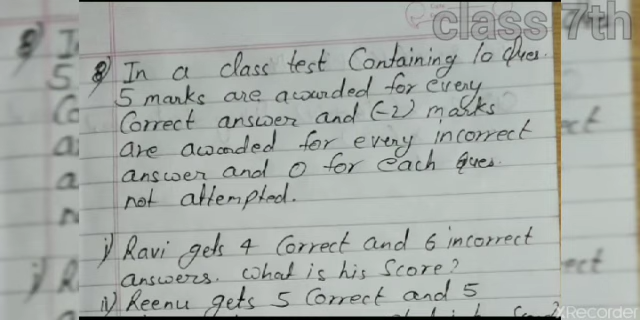 class 7th
8) In a class test Containing 10 Ques.
5 marks are awarded for every
Correct answer and (-2) marks
are awarded for every incorrect
answer and 0 for each Ques.
not attempted.
i) Ravi gets 4 Correct and 6 incorrect
answers. What is his Score?
ii) Reenu gets 5 Correct and 5
XRecorder